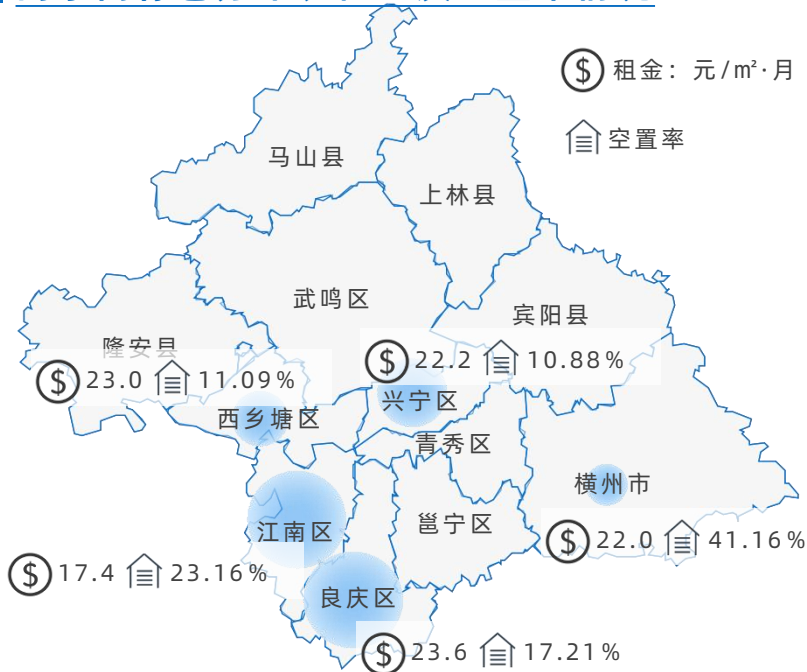 $ 租金：元/㎡·月
空置率
马山县
上林县
武鸣区
宾阳县
隆安县
$ 22.2 10.88%
$ 23.0 11.09%
兴宁区
西乡塘区
青秀区
横州市
邕宁区
江南区
$ 22.0 41.16%
$ 17.4 23.16%
良庆区
$ 23.6 17.21%